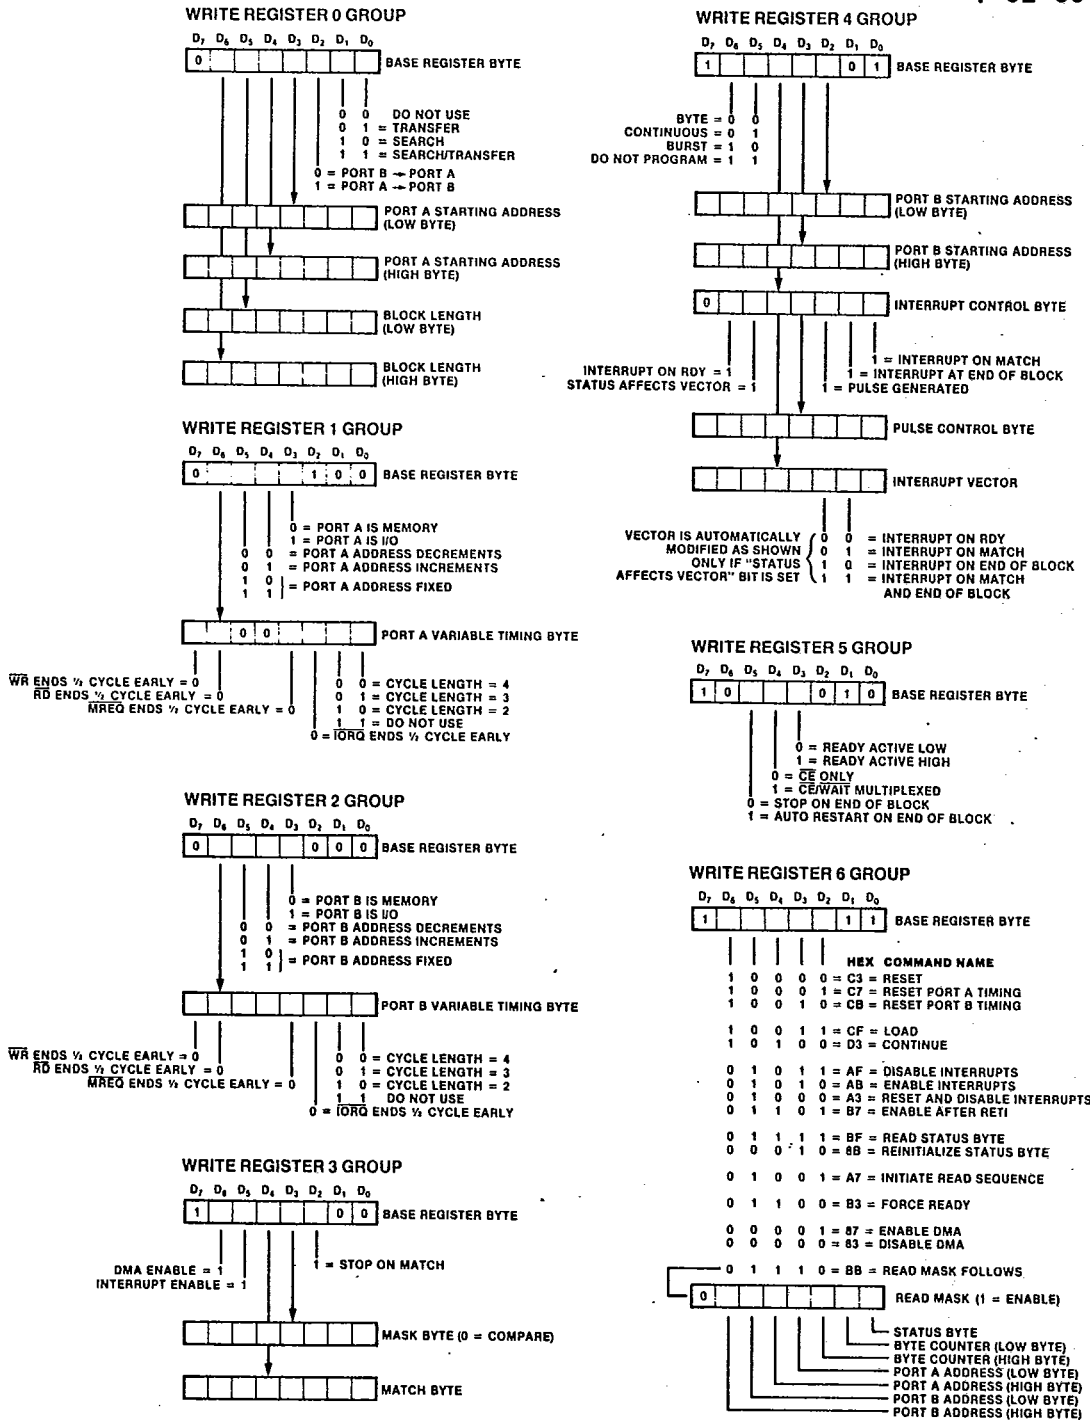 WRITE REGISTER 0 GROUP
D7 D6 D5 D4 D3 D2 D1 D0
0 BASE REGISTER BYTE
0 0 DO NOT USE
0 1 = TRANSFER
1 0 = SEARCH
1 1 = SEARCH/TRANSFER
0 = PORT B → PORT A
1 = PORT A → PORT B
PORT A STARTING ADDRESS
(LOW BYTE)
PORT A STARTING ADDRESS
(HIGH BYTE)
BLOCK LENGTH
(LOW BYTE)
BLOCK LENGTH
(HIGH BYTE)
WRITE REGISTER 1 GROUP
D7 D6 D5 D4 D3 D2 D1 D0
0 1 0 0 BASE REGISTER BYTE
0 = PORT A IS MEMORY
1 = PORT A IS I/O
0 0 = PORT A ADDRESS DECREMENTS
0 1 = PORT A ADDRESS INCREMENTS
1 0
1 1 } = PORT A ADDRESS FIXED
0 0 PORT A VARIABLE TIMING BYTE
WR ENDS ½ CYCLE EARLY = 0
RD ENDS ½ CYCLE EARLY = 0
MREQ ENDS ½ CYCLE EARLY = 0
0 0 = CYCLE LENGTH = 4
0 1 = CYCLE LENGTH = 3
1 0 = CYCLE LENGTH = 2
1 1 = DO NOT USE
0 = IORQ ENDS ½ CYCLE EARLY
WRITE REGISTER 2 GROUP
D7 D6 D5 D4 D3 D2 D1 D0
0 0 0 0 BASE REGISTER BYTE
0 = PORT B IS MEMORY
1 = PORT B IS I/O
0 0 = PORT B ADDRESS DECREMENTS
0 1 = PORT B ADDRESS INCREMENTS
1 0
1 1 } = PORT B ADDRESS FIXED
PORT B VARIABLE TIMING BYTE
WR ENDS ½ CYCLE EARLY = 0
RD ENDS ½ CYCLE EARLY = 0
MREQ ENDS ½ CYCLE EARLY = 0
0 0 = CYCLE LENGTH = 4
0 1 = CYCLE LENGTH = 3
1 0 = CYCLE LENGTH = 2
1 1 DO NOT USE
0 = IORQ ENDS ½ CYCLE EARLY
WRITE REGISTER 3 GROUP
D7 D6 D5 D4 D3 D2 D1 D0
1 0 0 BASE REGISTER BYTE
DMA ENABLE = 1
INTERRUPT ENABLE = 1
1 = STOP ON MATCH
MASK BYTE (0 = COMPARE)
MATCH BYTE
WRITE REGISTER 4 GROUP
D7 D6 D5 D4 D3 D2 D1 D0
1 0 1 BASE REGISTER BYTE
BYTE = 0 0
CONTINUOUS = 0 1
BURST = 1 0
DO NOT PROGRAM = 1 1
PORT B STARTING ADDRESS
(LOW BYTE)
PORT B STARTING ADDRESS
(HIGH BYTE)
0 INTERRUPT CONTROL BYTE
INTERRUPT ON RDY = 1
STATUS AFFECTS VECTOR = 1
1 = INTERRUPT ON MATCH
1 = INTERRUPT AT END OF BLOCK
1 = PULSE GENERATED
PULSE CONTROL BYTE
INTERRUPT VECTOR
VECTOR IS AUTOMATICALLY
MODIFIED AS SHOWN
ONLY IF "STATUS
AFFECTS VECTOR" BIT IS SET
0 0 = INTERRUPT ON RDY
0 1 = INTERRUPT ON MATCH
1 0 = INTERRUPT ON END OF BLOCK
1 1 = INTERRUPT ON MATCH
AND END OF BLOCK
WRITE REGISTER 5 GROUP
D7 D6 D5 D4 D3 D2 D1 D0
1 0 0 1 0 BASE REGISTER BYTE
0 = READY ACTIVE LOW
1 = READY ACTIVE HIGH
0 = CE ONLY
1 = CE/WAIT MULTIPLEXED
0 = STOP ON END OF BLOCK
1 = AUTO RESTART ON END OF BLOCK
WRITE REGISTER 6 GROUP
D7 D6 D5 D4 D3 D2 D1 D0
1 1 1 BASE REGISTER BYTE
HEX COMMAND NAME
1 0 0 0 0 = C3 = RESET
1 0 0 0 1 = C7 = RESET PORT A TIMING
1 0 0 1 0 = CB = RESET PORT B TIMING
1 0 0 1 1 = CF = LOAD
1 0 1 0 0 = D3 = CONTINUE
0 1 0 1 1 = AF = DISABLE INTERRUPTS
0 1 0 1 0 = AB = ENABLE INTERRUPTS
0 1 0 0 0 = A3 = RESET AND DISABLE INTERRUPTS
0 1 1 0 1 = B7 = ENABLE AFTER RETI
0 1 1 1 1 = BF = READ STATUS BYTE
0 0 0 1 0 = 8B = REINITIALIZE STATUS BYTE
0 1 0 0 1 = A7 = INITIATE READ SEQUENCE
0 1 1 0 0 = B3 = FORCE READY
0 0 0 0 1 = 87 = ENABLE DMA
0 0 0 0 0 = 83 = DISABLE DMA
0 1 1 1 0 = BB = READ MASK FOLLOWS
0 READ MASK (1 = ENABLE)
STATUS BYTE
BYTE COUNTER (LOW BYTE)
BYTE COUNTER (HIGH BYTE)
PORT A ADDRESS (LOW BYTE)
PORT A ADDRESS (HIGH BYTE)
PORT B ADDRESS (LOW BYTE)
PORT B ADDRESS (HIGH BYTE)